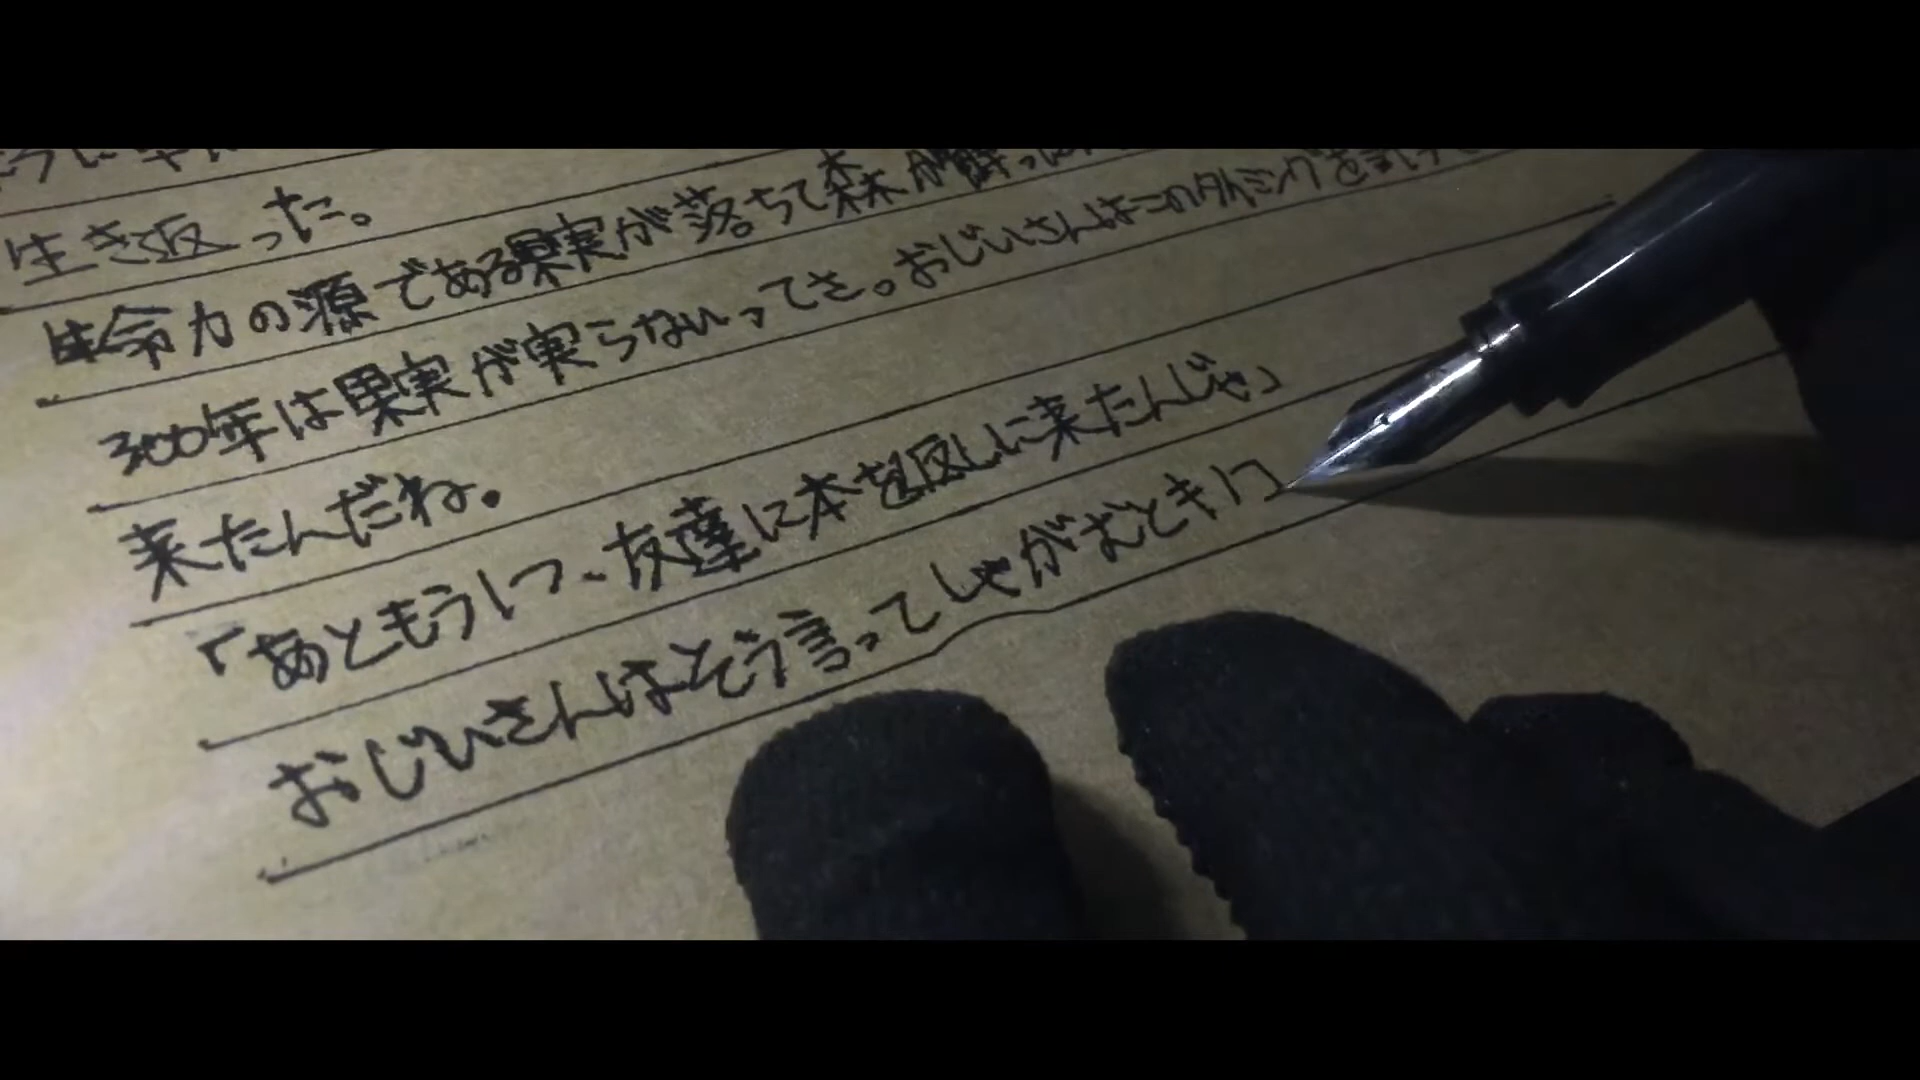 生き返った。
生命力の源である果実が落ちて森が
300年は果実が実らないってさ。おじいさんはこのタイミングを
来たんだね。
「あともう1つ、友達に本を返しに来たんじゃ」
おじいさんはそう言ってしゃがむとキ